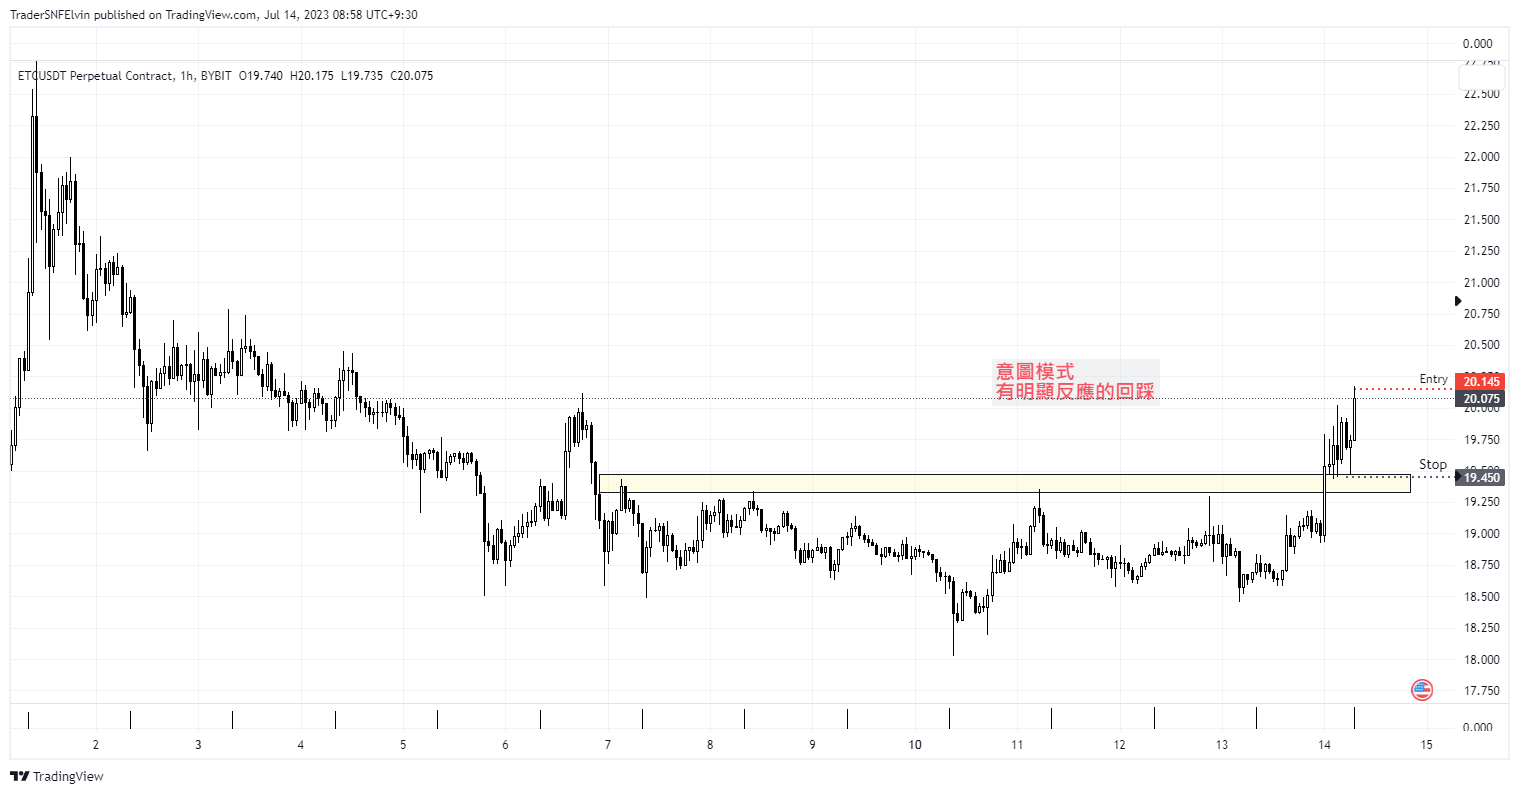 TraderSNFElvin published on TradingView.com, Jul 14, 2023 08:58 UTC+9:30
0.000
ETCUSDT Perpetual Contract, 1h, BYBIT O19.740 H20.175 L19.735 C20.075
22.750
22.500
22.250
22.000
21.750
21.500
21.250
21.000
20.750
20.500
意圖模式
有明顯反應的回踩
Entry 20.145
20.075
20.000
19.750
Stop
19.450
19.250
19.000
18.750
18.500
18.250
18.000
17.750
0.000
2 3 4 5 6 7 8 9 10 11 12 13 14 15
TradingView